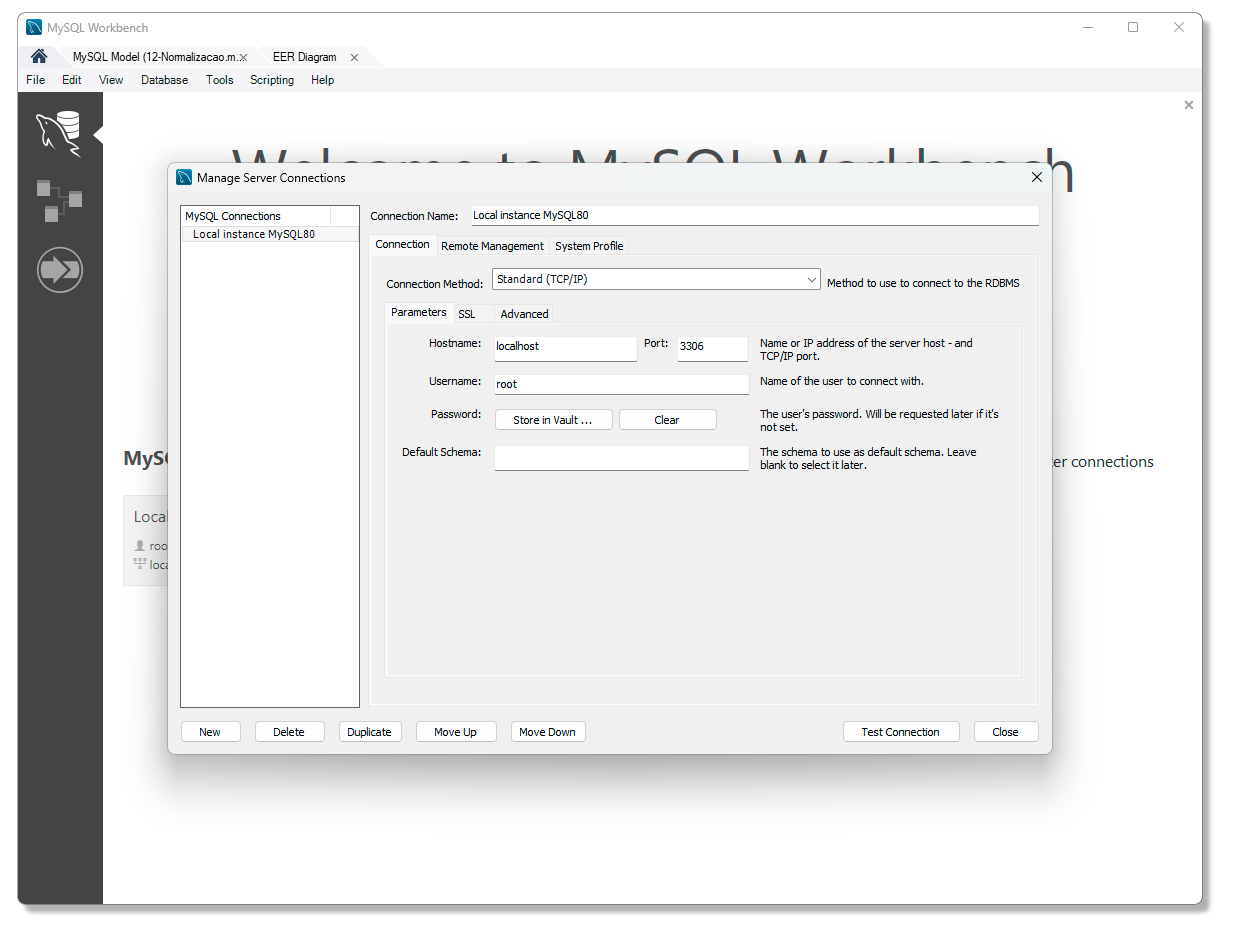 MySQL Workbench
MySQL Model (12-Normalizacao.m... EER Diagram
File Edit View Database Tools Scripting Help
Welcome to MySQL Workbench
Manage Server Connections
MySQL Connections
Local instance MySQL80
Connection Name: Local instance MySQL80
Connection Remote Management System Profile
Connection Method: Standard (TCP/IP) Method to use to connect to the RDBMS
Parameters SSL Advanced
Hostname: localhost Port: 3306 Name or IP address of the server host - and
TCP/IP port.
Username: root Name of the user to connect with.
Password: Store in Vault ... Clear The user's password. Will be requested later if it's
not set.
Default Schema: The schema to use as default schema. Leave
blank to select it later.
MyS
er connections
Local
roo
loca
New Delete Duplicate Move Up Move Down Test Connection Close